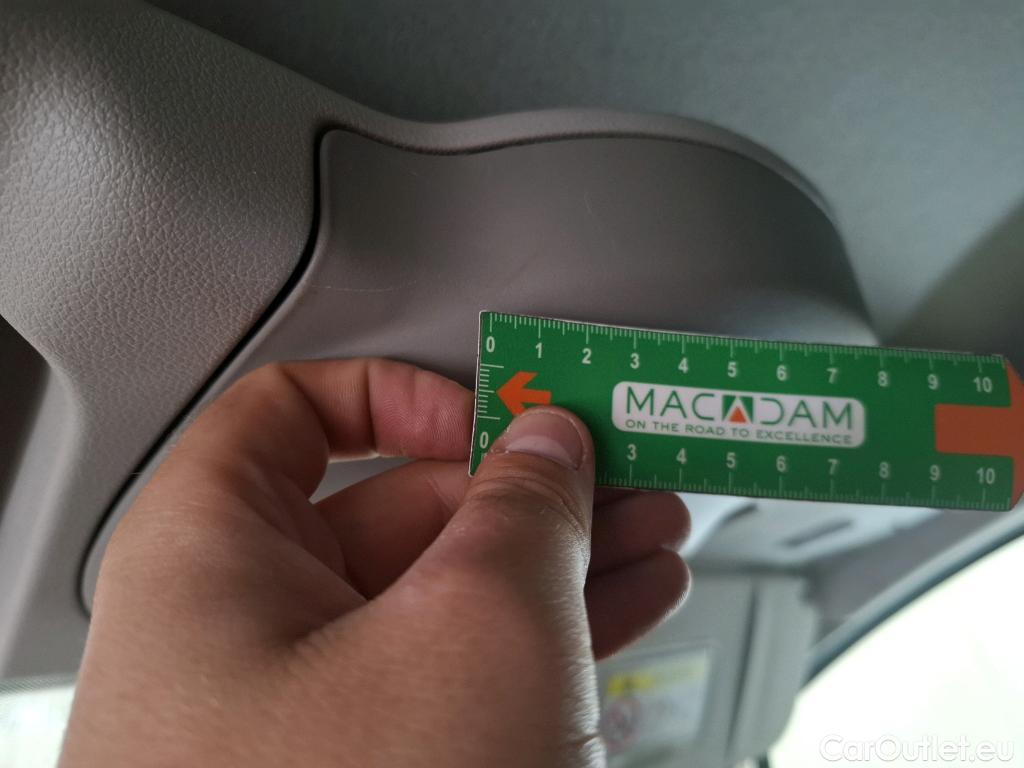 0 1 2 3 4 5 6 7 8 9 10
MACADAM
ON THE ROAD TO EXCELLENCE
0 3 4 5 6 7 8 9 10
CarOutlet.eu